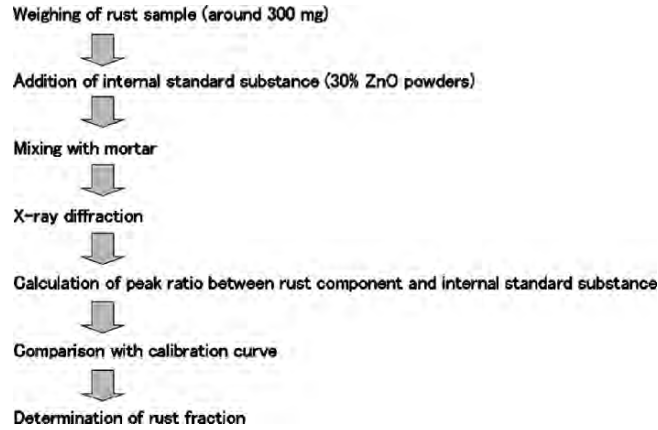 Weighing of rust sample (around 300 mg)
Addition of internal standard substance (30% ZnO powders)
Mixing with mortar
X-ray diffraction
Calculation of peak ratio between rust component and internal standard substance
Comparison with calibration curve
Determination of rust fraction